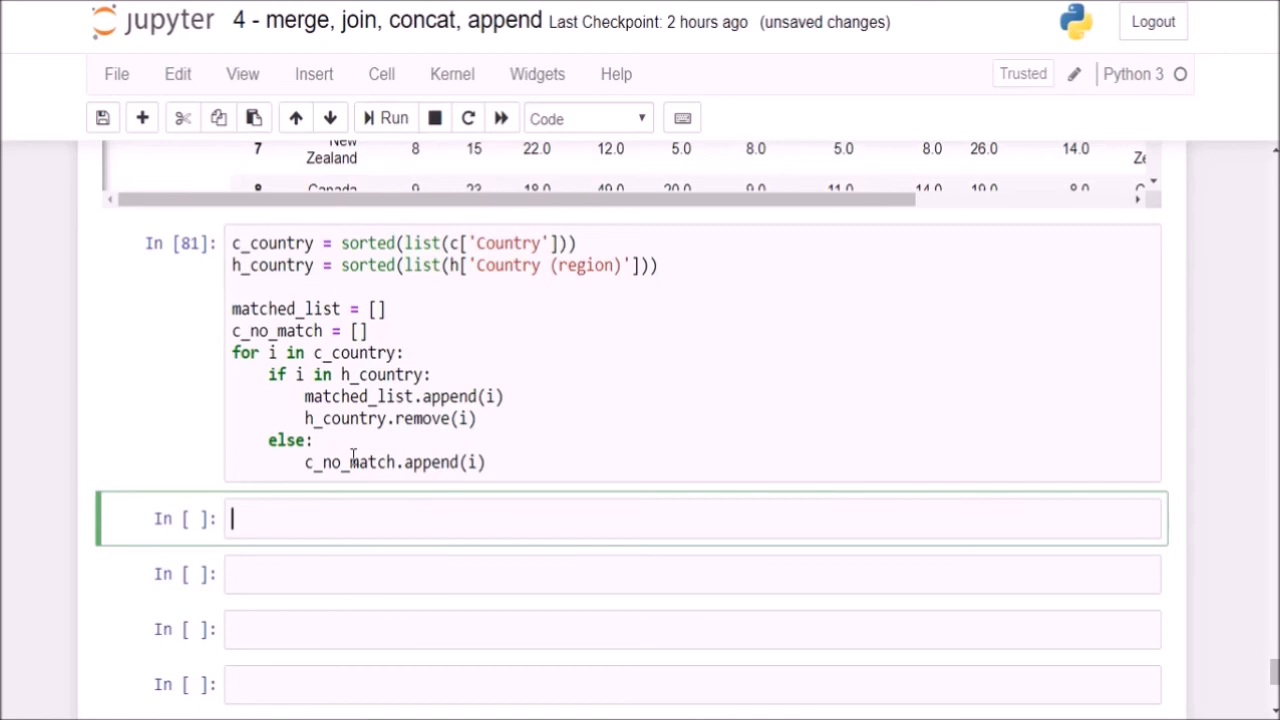 jupyter 4 - merge, join, concat, append Last Checkpoint: 2 hours ago (unsaved changes) Logout
File Edit View Insert Cell Kernel Widgets Help Trusted Python 3
Run Code
7 New Zealand 8 15 22.0 12.0 5.0 8.0 5.0 8.0 26.0 14.0
8 Canada 9
In [81]: c_country = sorted(list(c['Country']))
h_country = sorted(list(h['Country (region)']))
matched_list = []
c_no_match = []
for i in c_country:
if i in h_country:
matched_list.append(i)
h_country.remove(i)
else:
c_no_match.append(i)
In [ ]:
In [ ]:
In [ ]:
In [ ]: